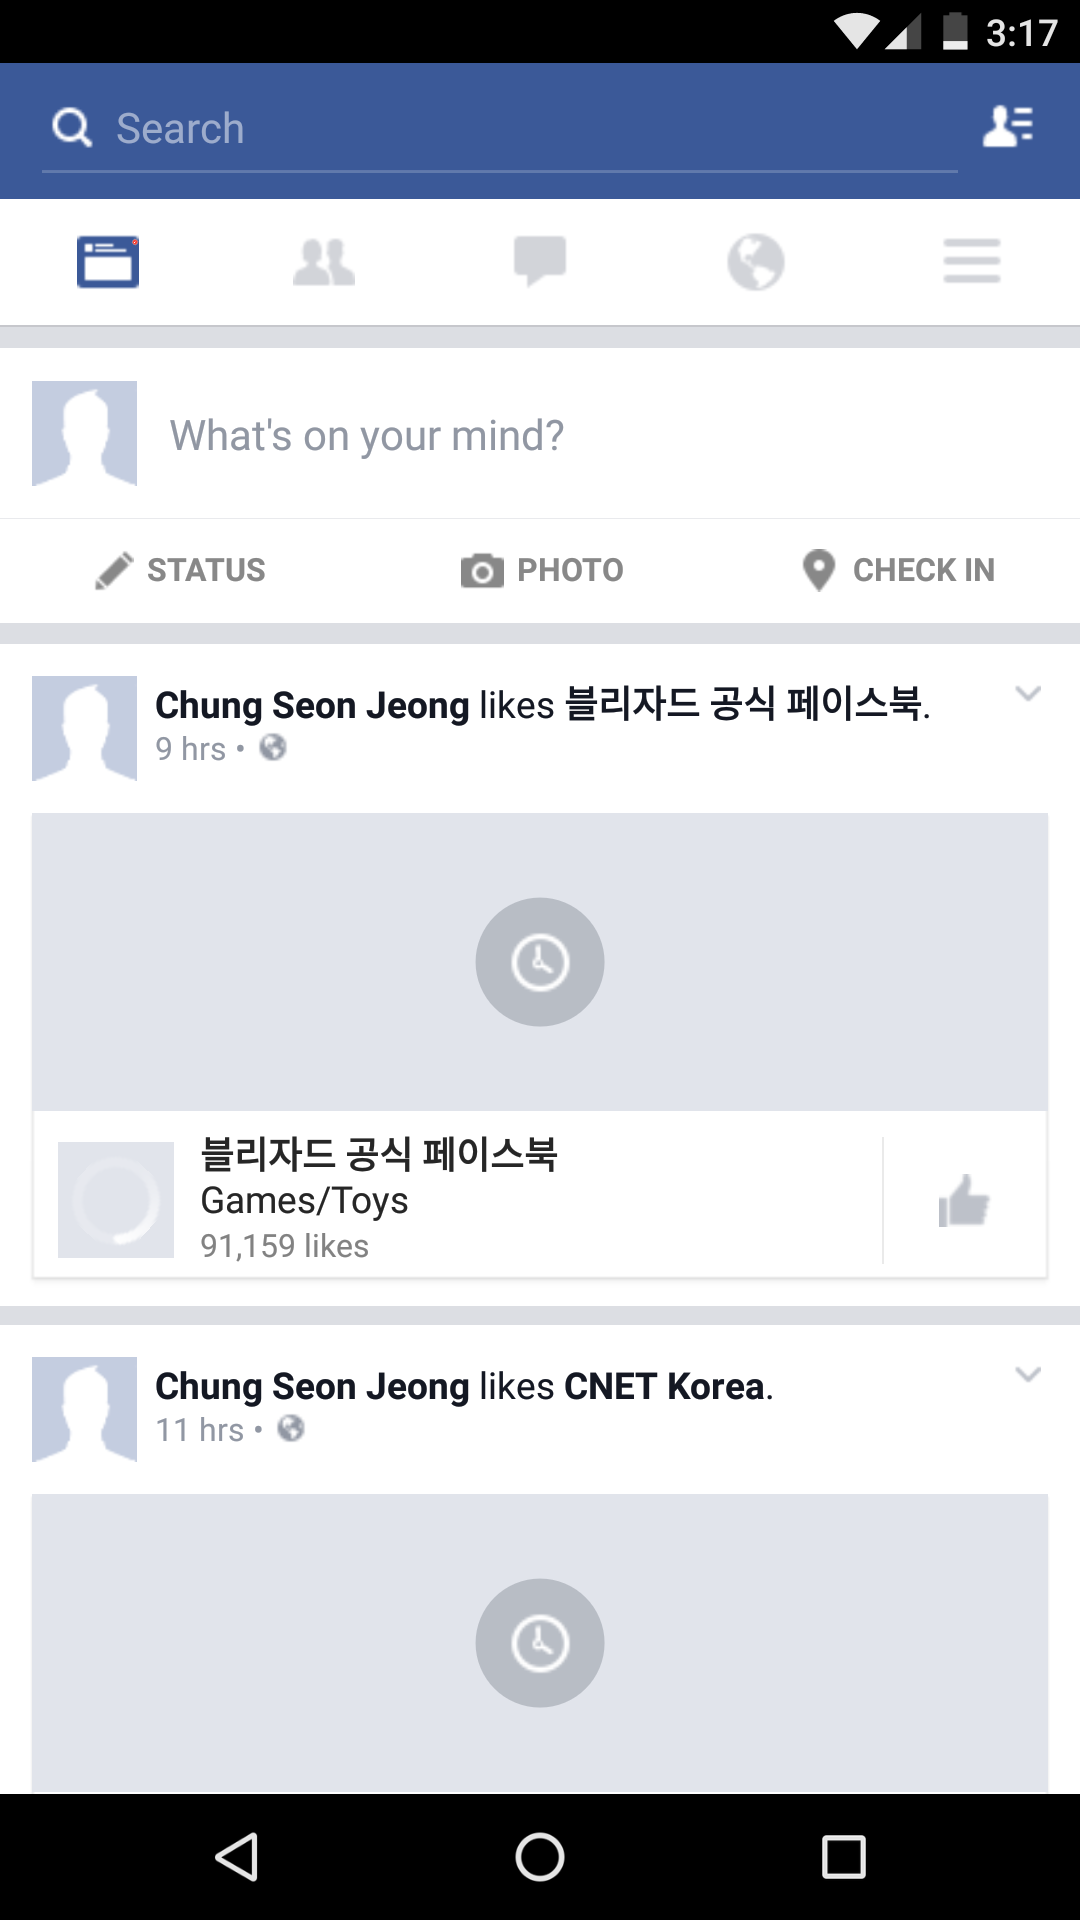 3:17
Search
What's on your mind?
STATUS PHOTO CHECK IN
Chung Seon Jeong likes 블리자드 공식 페이스북.
9 hrs •
블리자드 공식 페이스북
Games/Toys
91,159 likes
Chung Seon Jeong likes CNET Korea.
11 hrs •